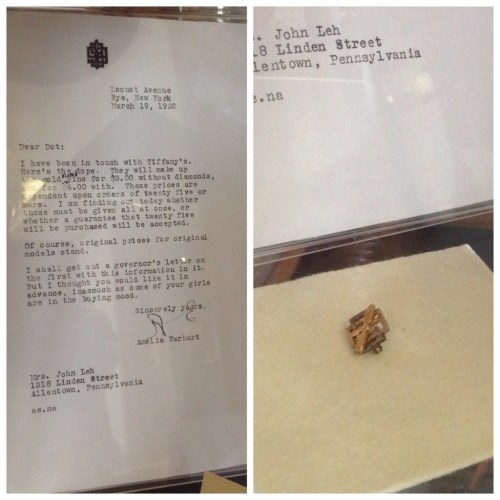 Locust Avenue
Rye, New York
March 19, 1932
Dear Dot:
I have been in touch with Tiffany's.
Here's the dope. They will make up
gold pins for $3.00 without diamonds,
for $6.00 with. These prices are
dependent upon orders of twenty five or
more. I am finding out today whether
those must be given all at once, or
whether a guarantee that twenty five
will be purchased will be accepted.
Of course, original prices for original
models stand.
I shall get out a governor's letter on
the first with this information in it.
But I thought you would like it in
advance, inasmuch as some of your girls
are in the buying mood.
Sincerely yours,
Amelia Earhart
Mrs. John Leh
1318 Linden Street
Allentown, Pennsylvania
ae.na
s. John Leh
18 Linden Street
llentown, Pennsylvania
e.na